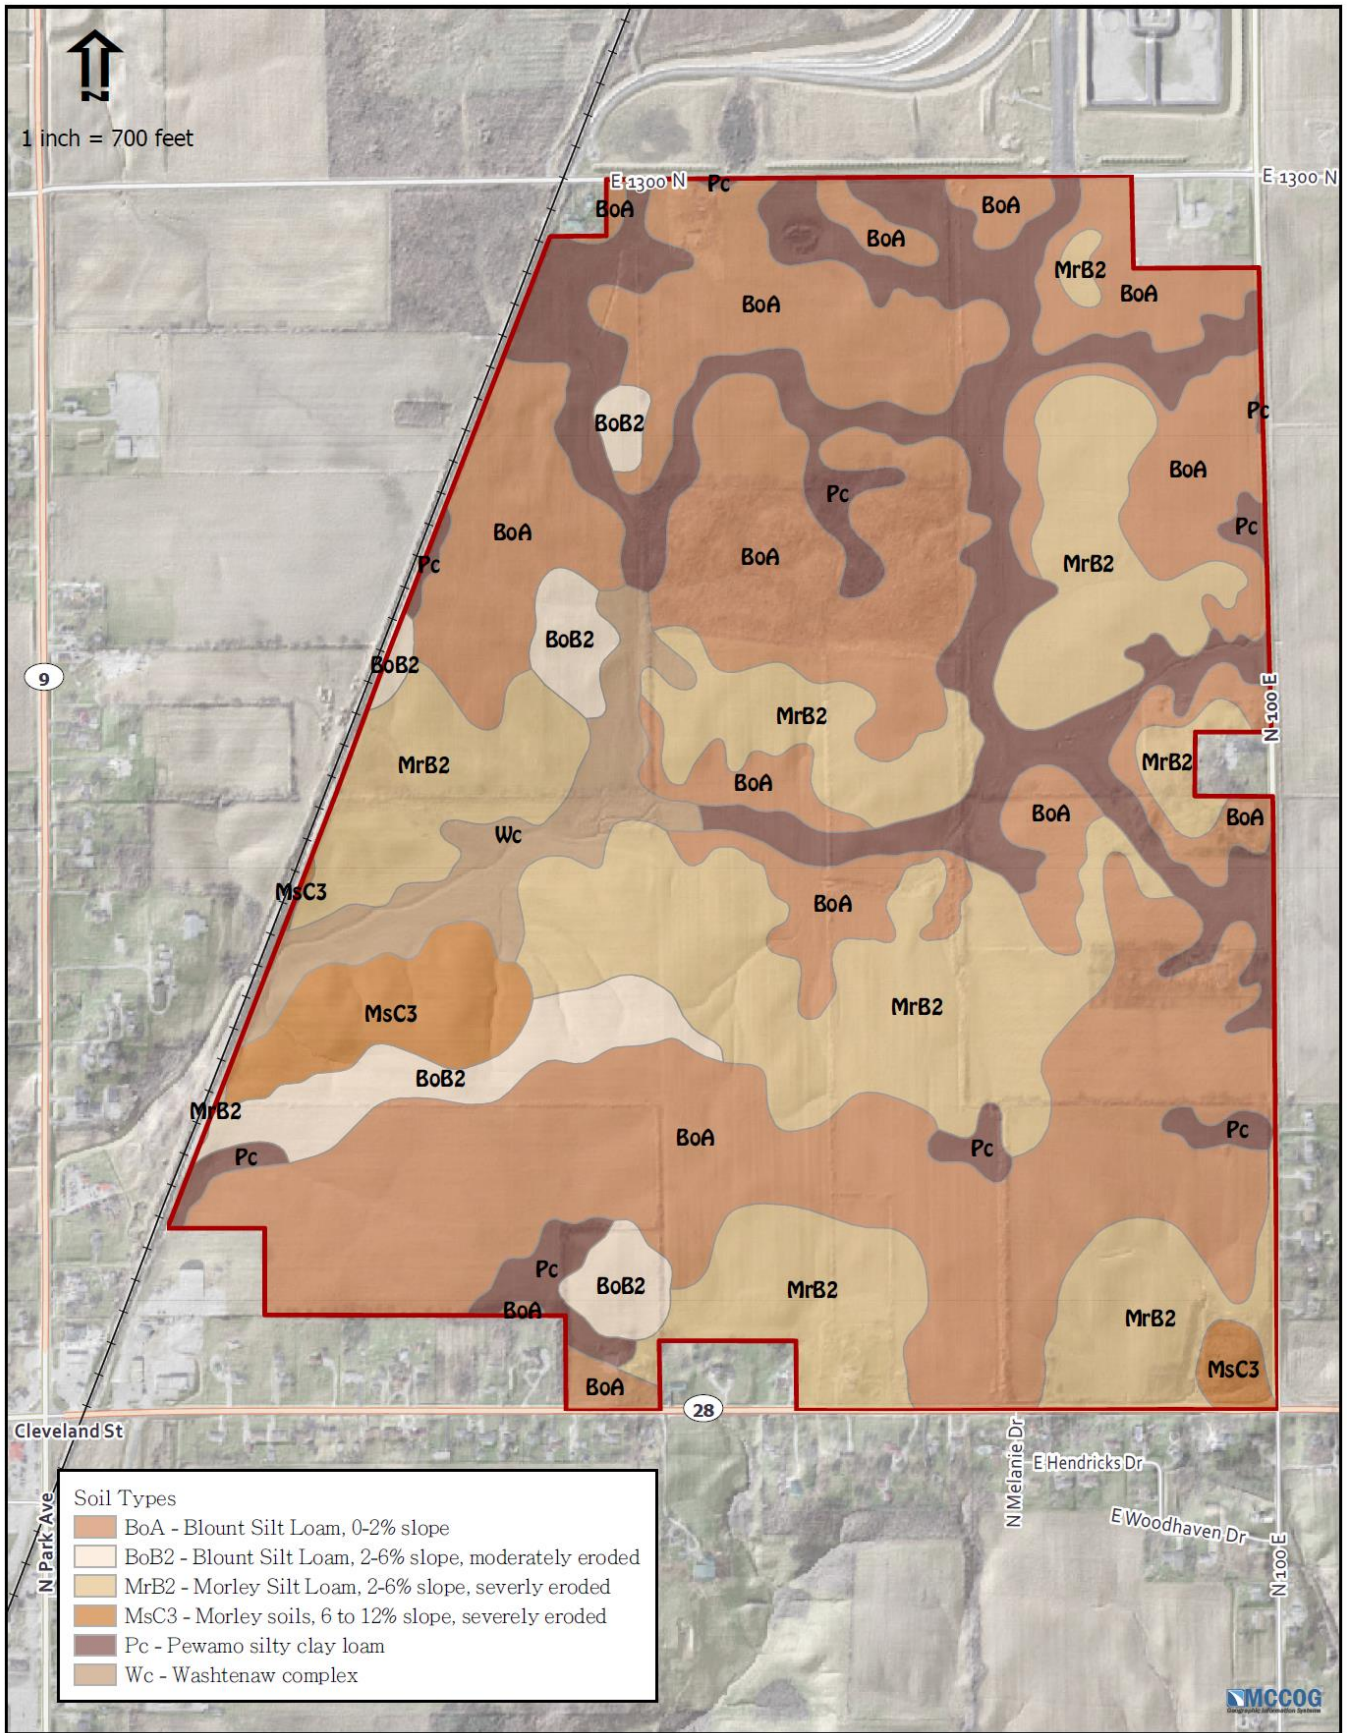 N
1 inch = 700 feet
E 1300 N
Pc
E 1300 N
BoA
BoA
BoA
MrB2
BoA
BoA
Pc
BoB2
BoA
Pc
Pc
BoA
BoA
Pc
MrB2
BoB2
BoB2
9
N 100 E
MrB2
MrB2
MrB2
BoA
BoA
BoA
Wc
MsC3
BoA
MrB2
MsC3
BoB2
MrB2
Pc
BoA
Pc
Pc
Pc
BoB2
MrB2
BoA
MrB2
MsC3
BoA
28
Cleveland St
N Melanie Dr
E Hendricks Dr
E Woodhaven Dr
N 100 E
N Park Ave
Soil Types
BoA - Blount Silt Loam, 0-2% slope
BoB2 - Blount Silt Loam, 2-6% slope, moderately eroded
MrB2 - Morley Silt Loam, 2-6% slope, severly eroded
MsC3 - Morley soils, 6 to 12% slope, severely eroded
Pc - Pewamo silty clay loam
Wc - Washtenaw complex
MCCOG
Geographic Information Systems